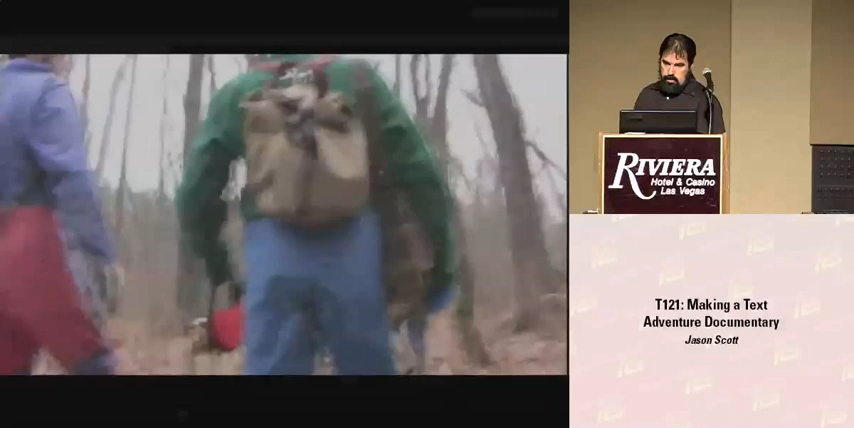 RIVIERA
Hotel & Casino
Las Vegas
T121: Making a Text
Adventure Documentary
Jason Scott